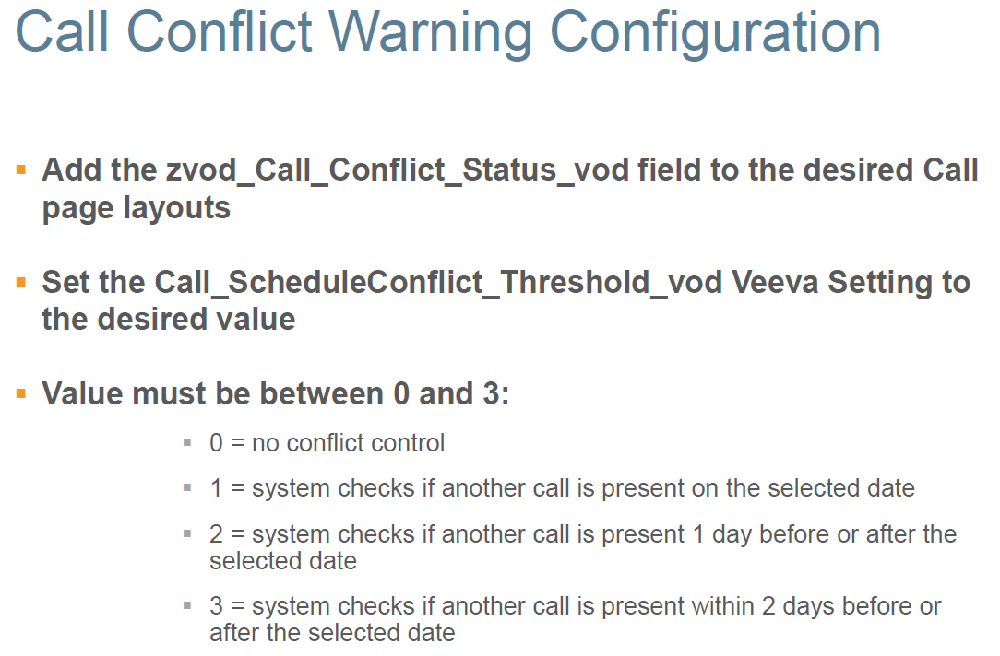 Call Conflict Warning Configuration
Add the zvod_Call_Conflict_Status_vod field to the desired Call
page layouts
Set the Call_ScheduleConflict_Threshold_vod Veeva Setting to
the desired value
Value must be between 0 and 3:
0 = no conflict control
1 = system checks if another call is present on the selected date
2 = system checks if another call is present 1 day before or after the
selected date
3 = system checks if another call is present within 2 days before or
after the selected date